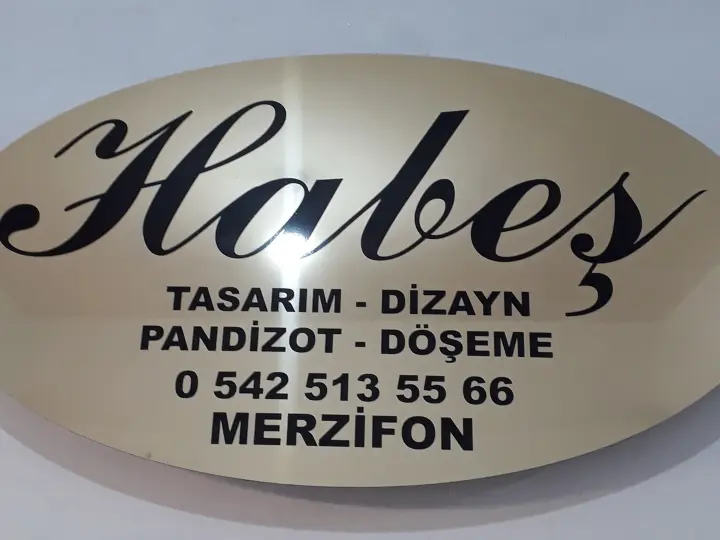 Habeş
TASARIM - DİZAYN
PANDİZOT - DÖŞEME
0 542 513 55 66
MERZİFON